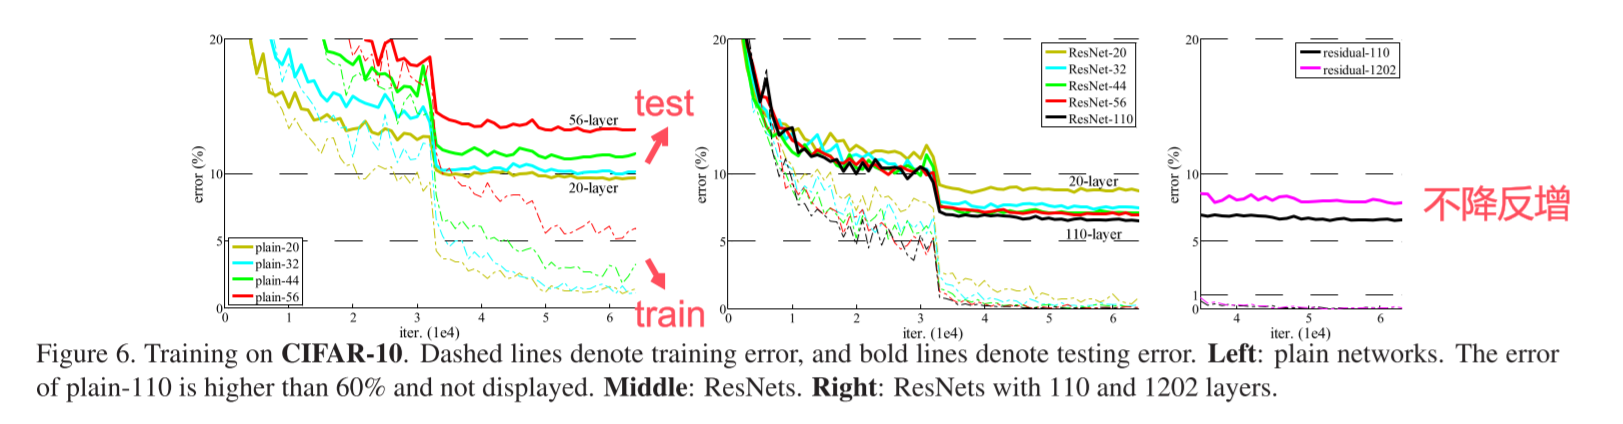 20
10
5
0
error (%)
0 1 2 3 4 5 6
iter. (1e4)
56-layer
20-layer
plain-20
plain-32
plain-44
plain-56
test
train
20
10
5
0
error (%)
0 1 2 3 4 5 6
iter. (1e4)
20-layer
110-layer
ResNet-20
ResNet-32
ResNet-44
ResNet-56
ResNet-110
20
10
5
1
0
error (%)
4 5 6
iter. (1e4)
residual-110
residual-1202
不降反增
Figure 6. Training on CIFAR-10. Dashed lines denote training error, and bold lines denote testing error. Left: plain networks. The error
of plain-110 is higher than 60% and not displayed. Middle: ResNets. Right: ResNets with 110 and 1202 layers.